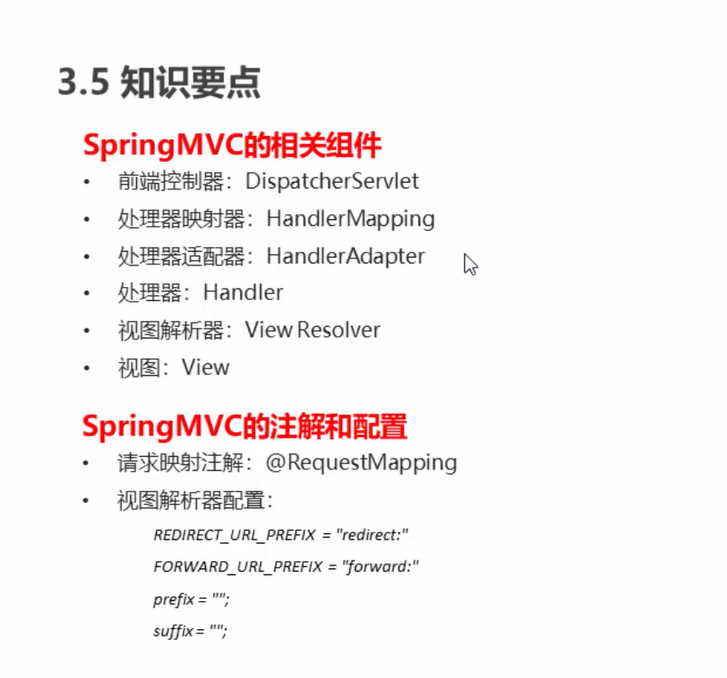 3.5 知识要点
SpringMVC的相关组件
• 前端控制器：DispatcherServlet
• 处理器映射器：HandlerMapping
• 处理器适配器：HandlerAdapter
• 处理器：Handler
• 视图解析器：View Resolver
• 视图：View
SpringMVC的注解和配置
• 请求映射注解：@RequestMapping
• 视图解析器配置：
REDIRECT_URL_PREFIX = "redirect:"
FORWARD_URL_PREFIX = "forward:"
prefix = "";
suffix = "";